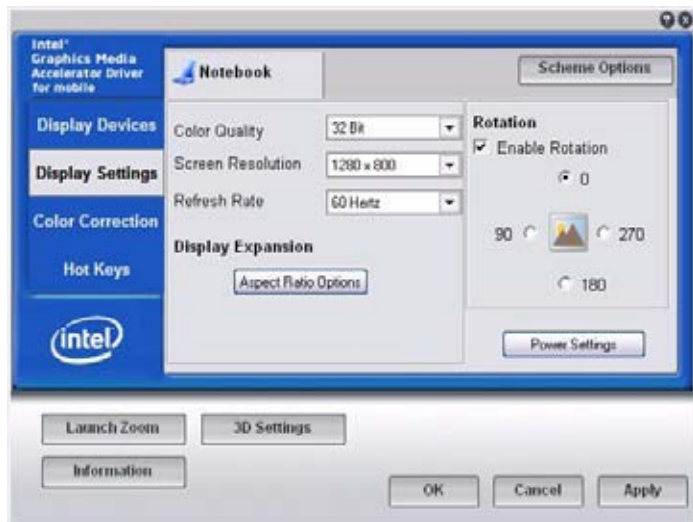 Intel®
Graphics Media
Accelerator Driver
for mobile
Notebook
Scheme Options
Display Devices
Display Settings
Color Correction
Hot Keys
intel
Color Quality
32 Bit
Screen Resolution
1280 x 800
Refresh Rate
60 Hertz
Display Expansion
Aspect Ratio Options
Rotation
Enable Rotation
0
90
270
180
Power Settings
Launch Zoom
3D Settings
Information
OK
Cancel
Apply